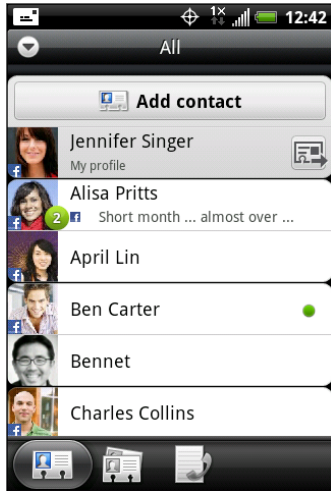 1X 12:42
All
Add contact
Jennifer Singer
My profile
Alisa Pritts
2 f Short month ... almost over ...
f
April Lin
f
Ben Carter
f
Bennet
Charles Collins
f